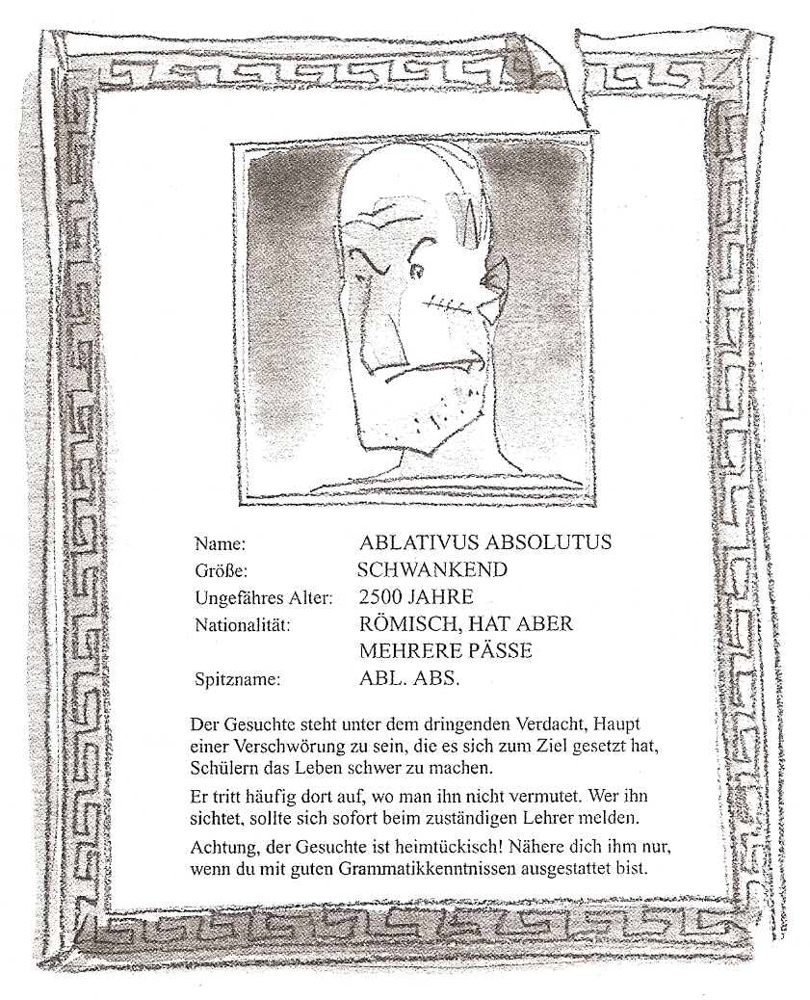 Name: ABLATIVUS ABSOLUTUS
Größe: SCHWANKEND
Ungefähres Alter: 2500 JAHRE
Nationalität: RÖMISCH, HAT ABER
MEHRERE PÄSSE
Spitzname: ABL. ABS.
Der Gesuchte steht unter dem dringenden Verdacht, Haupt
einer Verschwörung zu sein, die es sich zum Ziel gesetzt hat,
Schülern das Leben schwer zu machen.
Er tritt häufig dort auf, wo man ihn nicht vermutet. Wer ihn
sichtet, sollte sich sofort beim zuständigen Lehrer melden.
Achtung, der Gesuchte ist heimtückisch! Nähere dich ihm nur,
wenn du mit guten Grammatikkenntnissen ausgestattet bist.